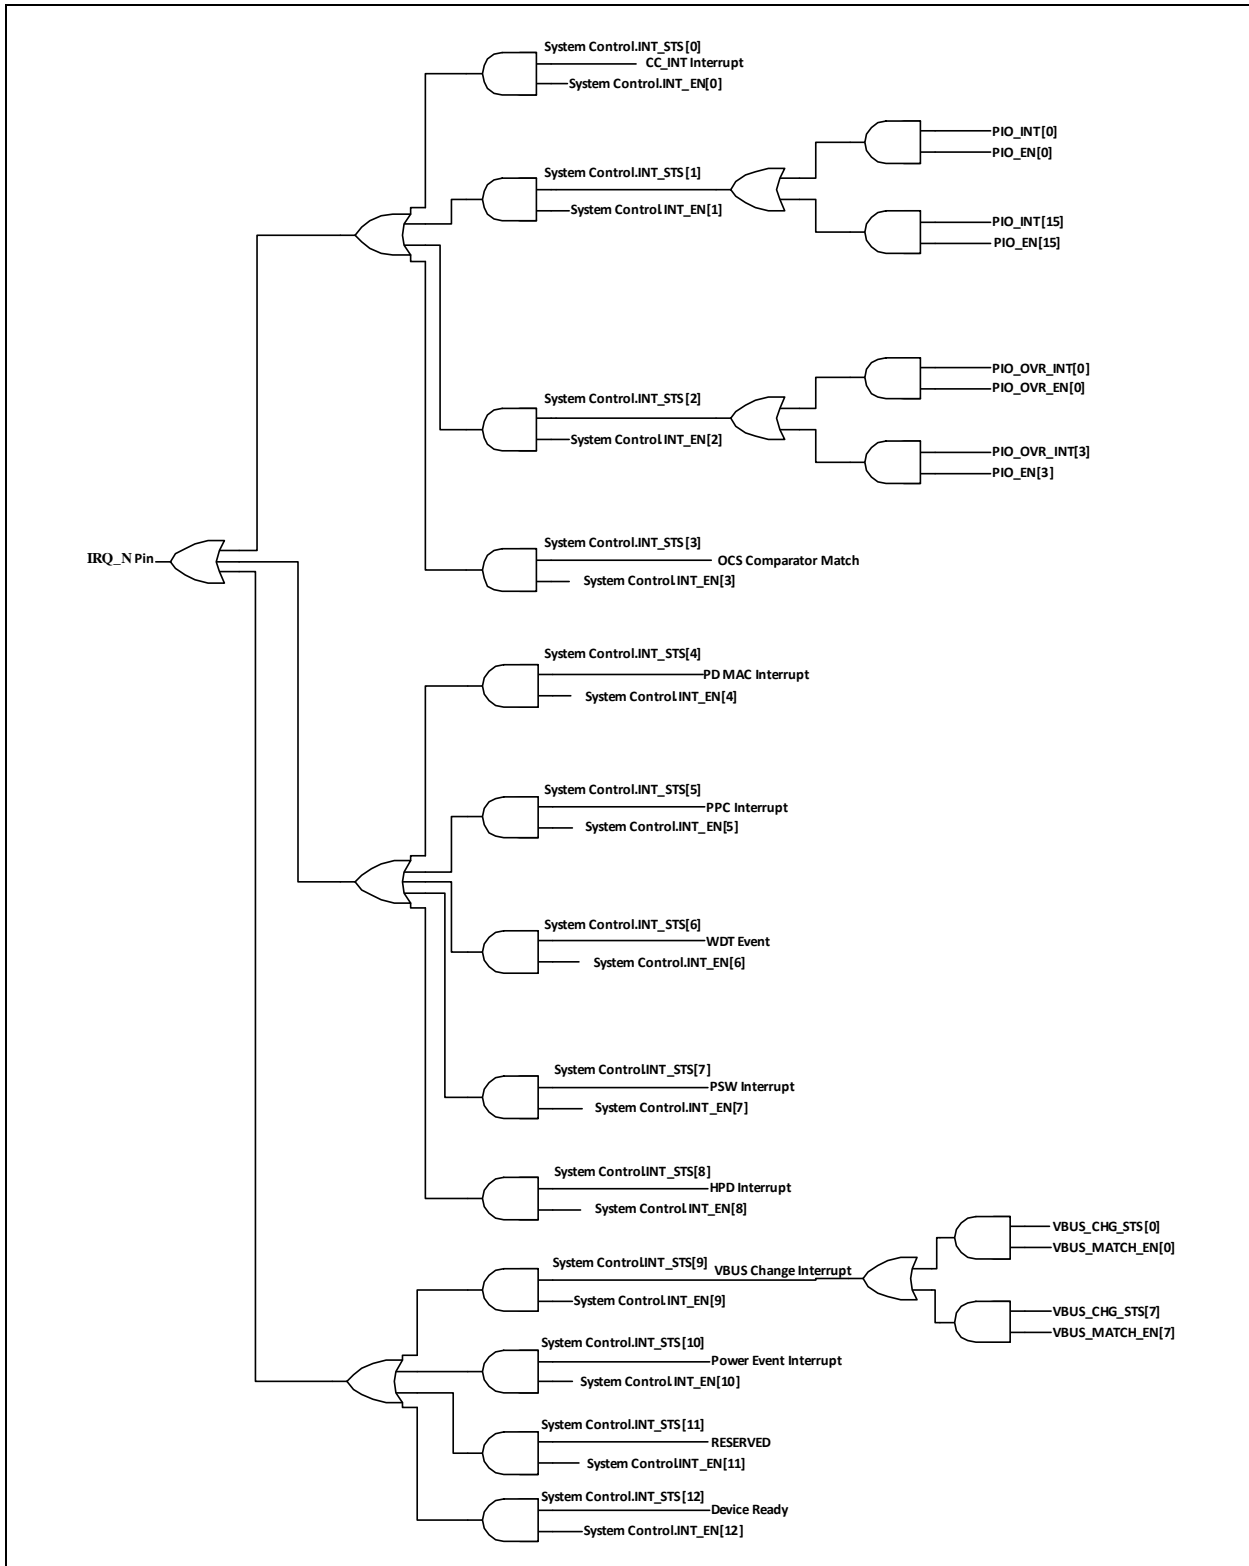 System Control.INT_STS[0]
CC_INT Interrupt
System Control.INT_EN[0]
PIO_INT[0]
PIO_EN[0]
System Control.INT_STS[1]
System Control.INT_EN[1]
PIO_INT[15]
PIO_EN[15]
PIO_OVR_INT[0]
PIO_OVR_EN[0]
System Control.INT_STS[2]
System Control.INT_EN[2]
PIO_OVR_INT[3]
PIO_EN[3]
System Control.INT_STS[3]
OCS Comparator Match
System Control.INT_EN[3]
IRQ_N Pin
System Control.INT_STS[4]
PD MAC Interrupt
System Control.INT_EN[4]
System Control.INT_STS[5]
PPC Interrupt
System Control.INT_EN[5]
System Control.INT_STS[6]
WDT Event
System Control.INT_EN[6]
System Control.INT_STS[7]
PSW Interrupt
System Control.INT_EN[7]
System Control.INT_STS[8]
HPD Interrupt
System Control.INT_EN[8]
VBUS_CHG_STS[0]
VBUS_MATCH_EN[0]
System Control.INT_STS[9]
VBUS Change Interrupt
System Control.INT_EN[9]
VBUS_CHG_STS[7]
VBUS_MATCH_EN[7]
System Control.INT_STS[10]
Power Event Interrupt
System Control.INT_EN[10]
System Control.INT_STS[11]
RESERVED
System Control.INT_EN[11]
System Control.INT_STS[12]
Device Ready
System Control.INT_EN[12]